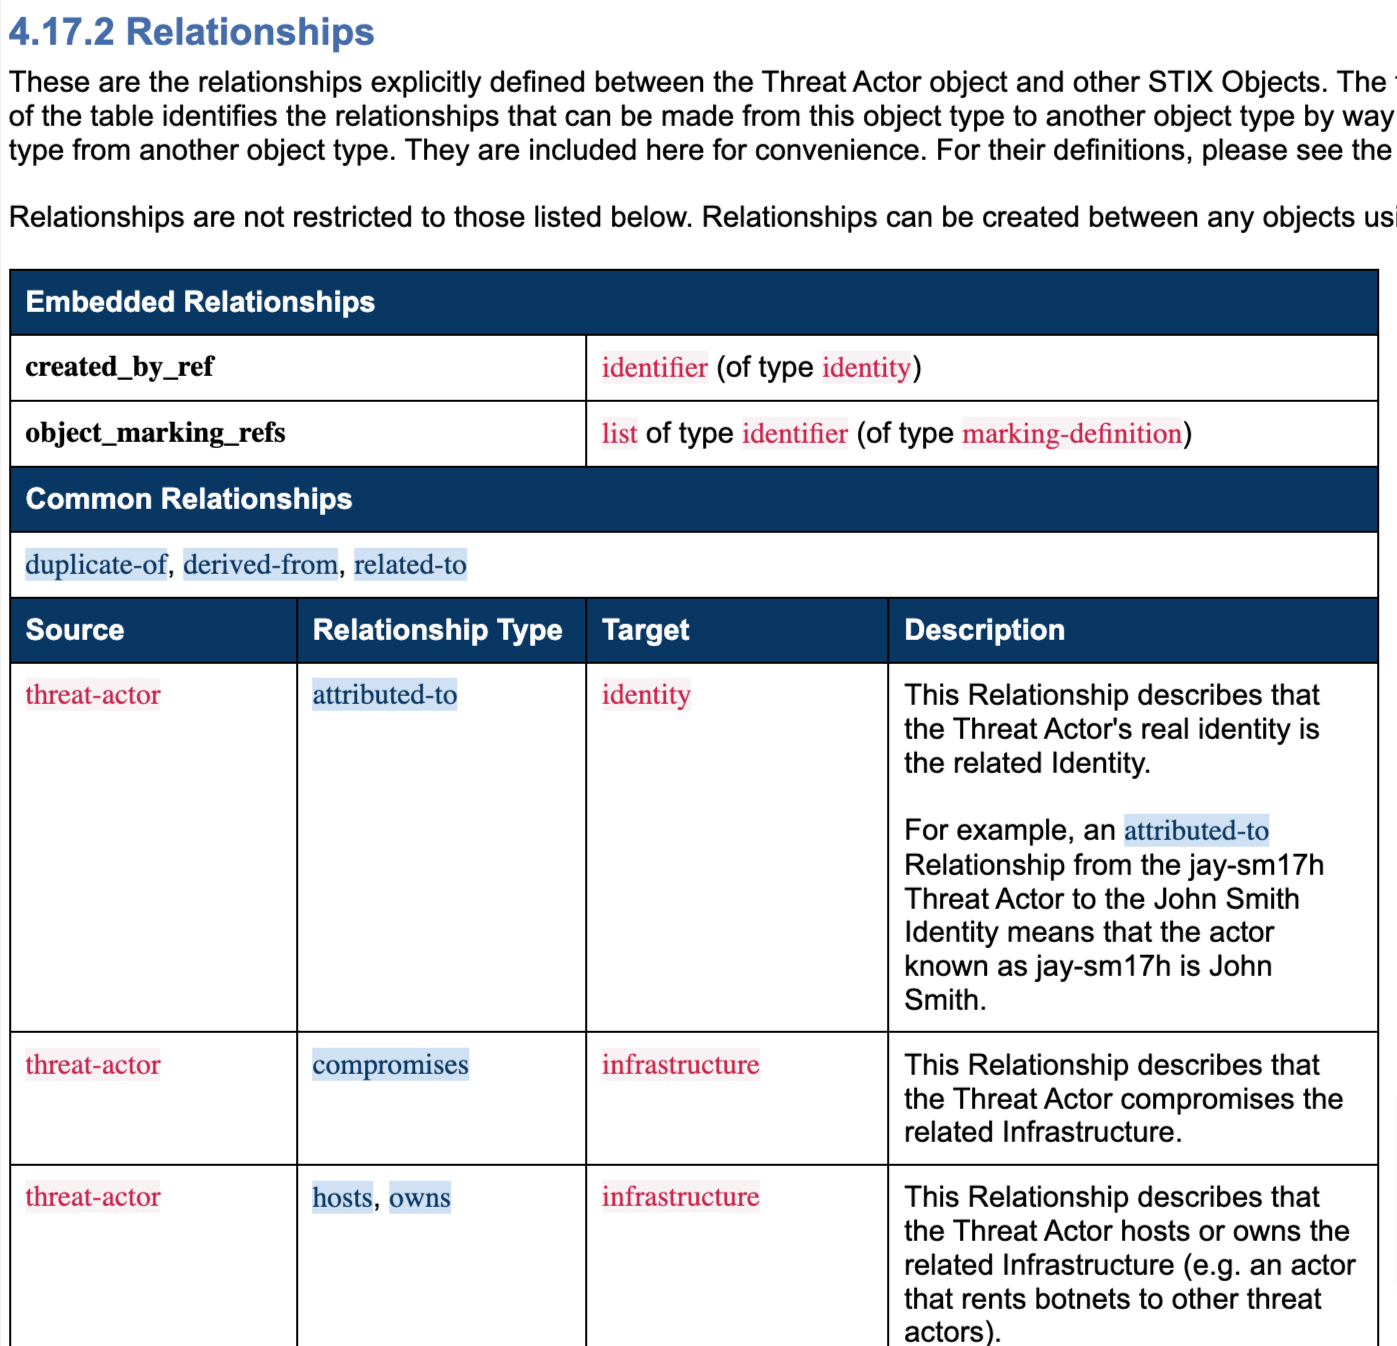 4.17.2 Relationships
These are the relationships explicitly defined between the Threat Actor object and other STIX Objects. The
of the table identifies the relationships that can be made from this object type to another object type by way
type from another object type. They are included here for convenience. For their definitions, please see the
Relationships are not restricted to those listed below. Relationships can be created between any objects
Embedded Relationships
created_by_ref identifier (of type identity)
object_marking_refs list of type identifier (of type marking-definition)
Common Relationships
duplicate-of, derived-from, related-to
Source Relationship Type Target Description
threat-actor attributed-to identity This Relationship describes that
the Threat Actor's real identity is
the related Identity.
For example, an attributed-to
Relationship from the jay-sm17h
Threat Actor to the John Smith
Identity means that the actor
known as jay-sm17h is John
Smith.
threat-actor compromises infrastructure This Relationship describes that
the Threat Actor compromises the
related Infrastructure.
threat-actor hosts, owns infrastructure This Relationship describes that
the Threat Actor hosts or owns the
related Infrastructure (e.g. an actor
that rents botnets to other threat
actors).